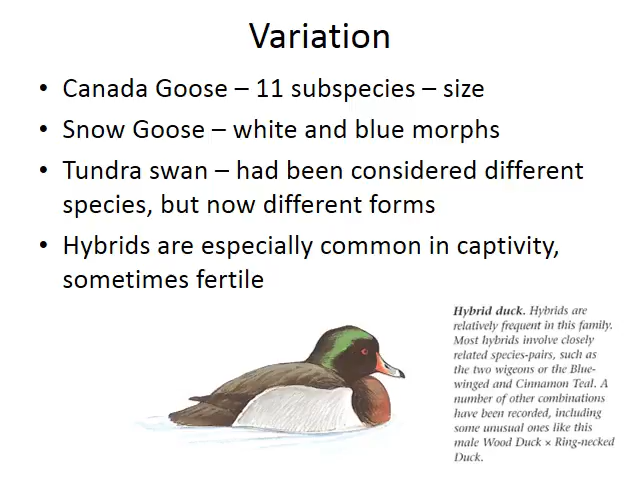 Variation
• Canada Goose – 11 subspecies – size
• Snow Goose – white and blue morphs
• Tundra swan – had been considered different
species, but now different forms
• Hybrids are especially common in captivity,
sometimes fertile
Hybrid duck. Hybrids are
relatively frequent in this family.
Most hybrids involve closely
related species-pairs, such as
the two wigeons or the Blue-
winged and Cinnamon Teal. A
number of other combinations
have been recorded, including
some unusual ones like this
male Wood Duck × Ring-necked
Duck.